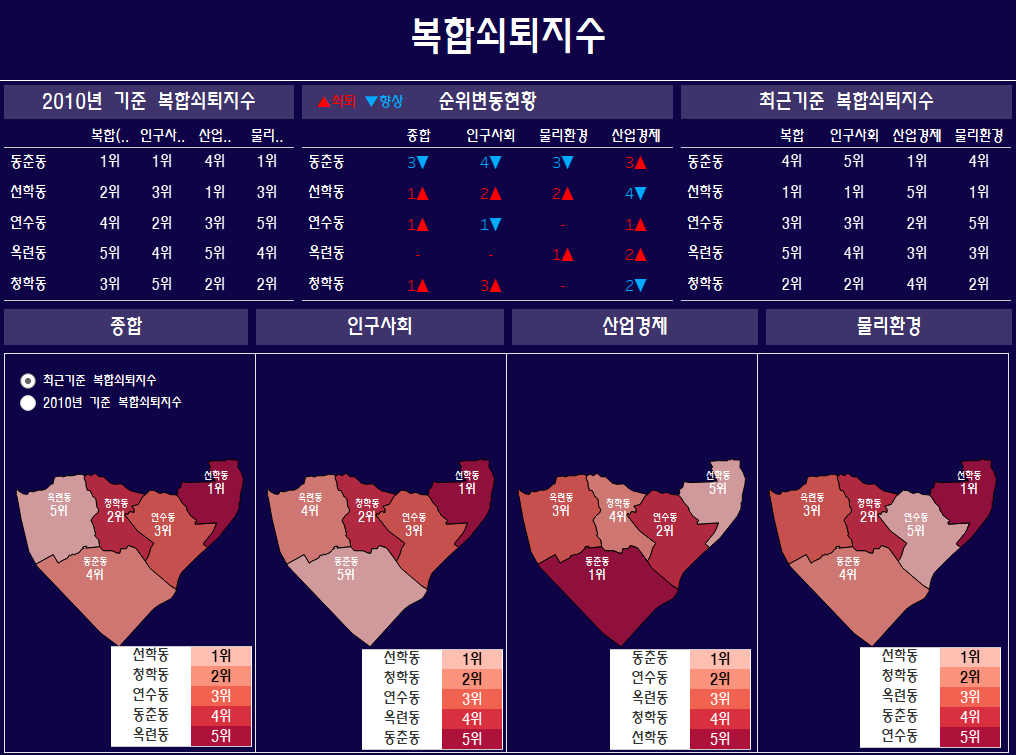 복합쇠퇴지수
2010년 기준 복합쇠퇴지수
▲쇠퇴 ▼향상 순위변동현황
최근기준 복합쇠퇴지수
복합(.. 인구사.. 산업.. 물리..
동춘동 1위 1위 4위 1위
선학동 2위 3위 1위 3위
연수동 4위 2위 3위 5위
옥련동 5위 4위 5위 4위
청학동 3위 5위 2위 2위
종합 인구사회 물리환경 산업경제
동춘동 3▼ 4▼ 3▼ 3▲
선학동 1▲ 2▲ 2▲ 4▼
연수동 1▲ 1▼ - 1▲
옥련동 - - 1▲ 2▲
청학동 1▲ 3▲ - 2▼
복합 인구사회 산업경제 물리환경
동춘동 4위 5위 1위 4위
선학동 1위 1위 5위 1위
연수동 3위 3위 2위 5위
옥련동 5위 4위 3위 3위
청학동 2위 2위 4위 2위
종합
최근기준 복합쇠퇴지수
2010년 기준 복합쇠퇴지수
선학동
1위
옥련동
5위
청학동
2위
연수동
3위
동춘동
4위
선학동 1위
청학동 2위
연수동 3위
동춘동 4위
옥련동 5위
인구사회
선학동
1위
옥련동
4위
청학동
2위
연수동
3위
동춘동
5위
선학동 1위
청학동 2위
연수동 3위
옥련동 4위
동춘동 5위
산업경제
선학동
5위
옥련동
3위
청학동
4위
연수동
2위
동춘동
1위
동춘동 1위
연수동 2위
옥련동 3위
청학동 4위
선학동 5위
물리환경
선학동
1위
옥련동
3위
청학동
2위
연수동
5위
동춘동
4위
선학동 1위
청학동 2위
옥련동 3위
동춘동 4위
연수동 5위